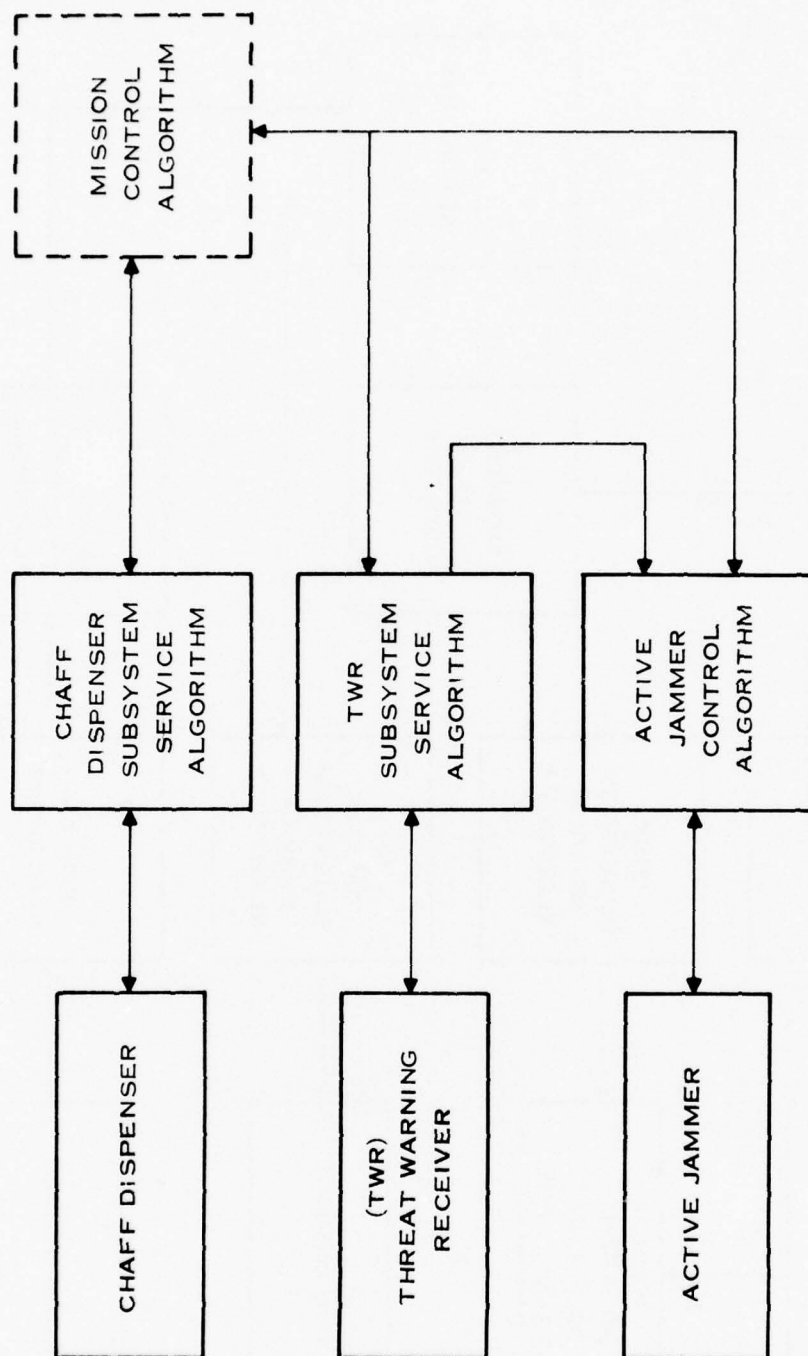 CHAFF DISPENSER
CHAFF
DISPENSER
SUBSYSTEM
SERVICE
ALGORITHM
MISSION
CONTROL
ALGORITHM
(TWR)
THREAT WARNING
RECEIVER
TWR
SUBSYSTEM
SERVICE
ALGORITHM
ACTIVE JAMMER
ACTIVE
JAMMER
CONTROL
ALGORITHM